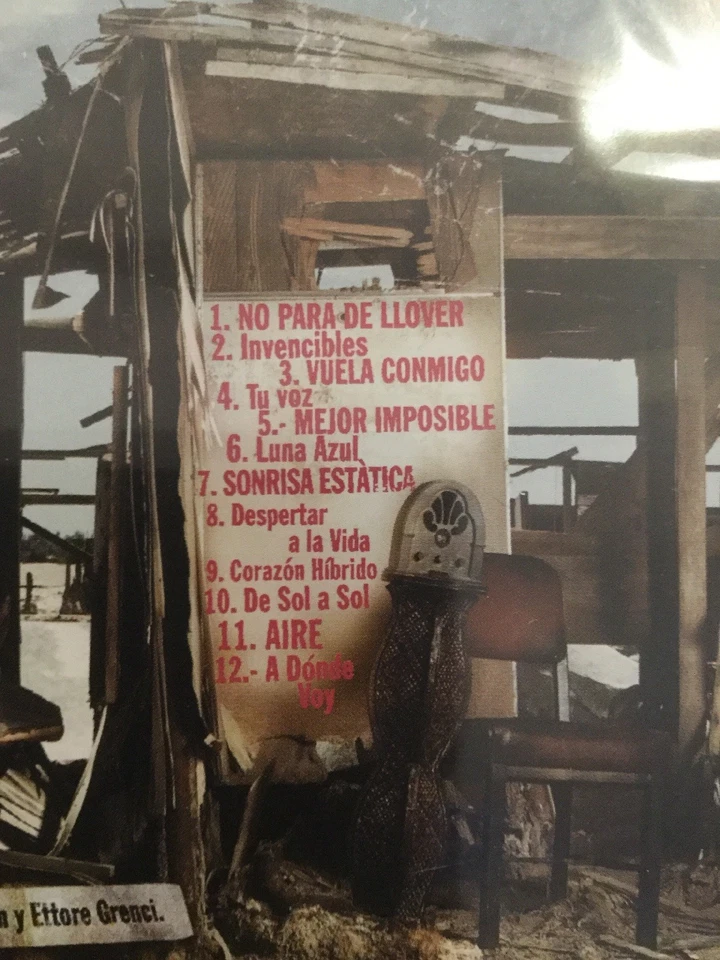 1. NO PARA DE LLOVER
2. Invencibles
3. VUELA CONMIGO
4. Tu voz
5.- MEJOR IMPOSIBLE
6. Luna Azul
7. SONRISA ESTÀTICA
8. Despertar
a la Vida
9. Corazón Híbrido
10. De Sol a Sol
11. AIRE
12.- A Dónde
Voy
y Ettore Grenci.